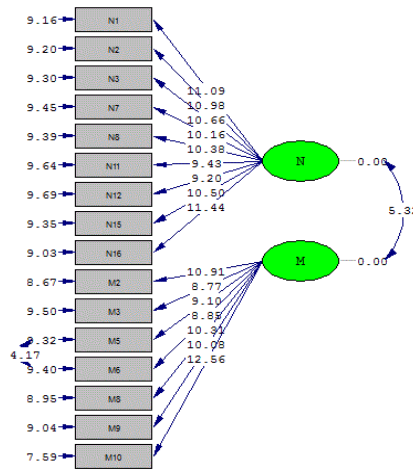 9.16 N1
9.20 N2
9.30 N3
9.45 N7
9.39 N8
9.64 N11
9.69 N12
9.35 N15
9.03 N16
8.67 M2
9.50 M3
9.32 M5
4.17
9.40 M6
8.95 M8
9.04 M9
7.59 M10
11.09
10.98
10.66
10.16
10.38
9.43
9.20
10.50
11.44
10.91
8.77
9.10
8.85
10.31
10.08
12.56
N 0.00
M 0.00